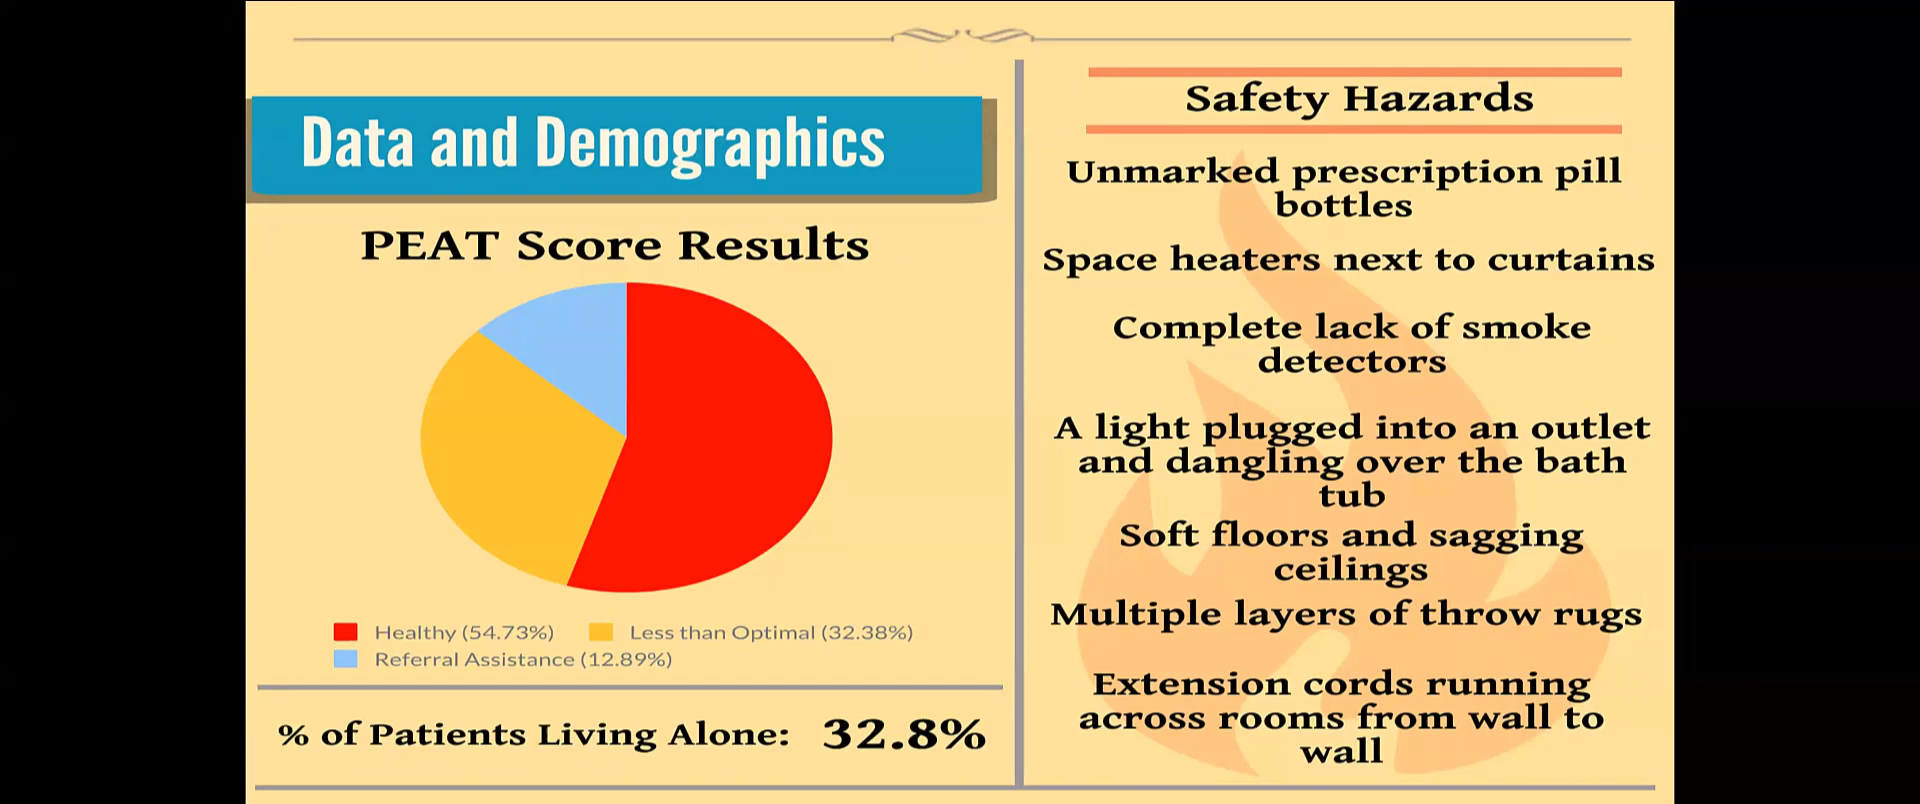 Data and Demographics
PEAT Score Results
Healthy (54.73%)
Less than Optimal (32.38%)
Referral Assistance (12.89%)
% of Patients Living Alone: 32.8%
Safety Hazards
Unmarked prescription pill
bottles
Space heaters next to curtains
Complete lack of smoke
detectors
A light plugged into an outlet
and dangling over the bath
tub
Soft floors and sagging
ceilings
Multiple layers of throw rugs
Extension cords running
across rooms from wall to
wall